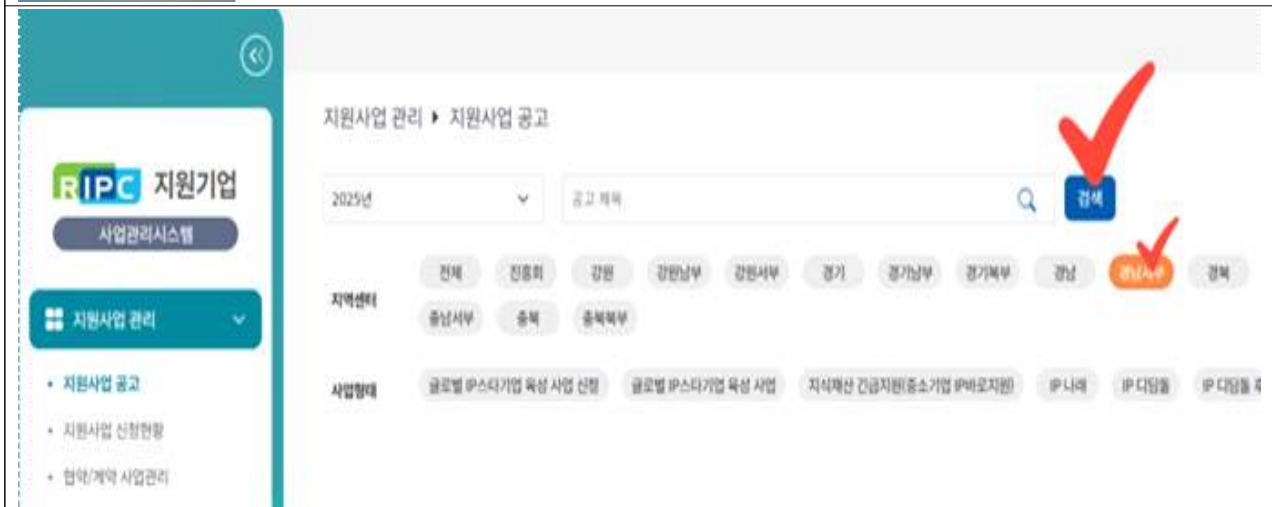 지원사업 관리 ▶ 지원사업 공고
RIPC 지원기업
사업관리시스템
2025년
공고 제목
검색
지역센터
전체 진흥회 강원 강원남부 강원서부 경기 경기남부 경기북부 경남 경남서부 경북
충남서부 충북 충북북부
사업형태
글로벌 IP스타기업 육성 사업 신청 글로벌 IP스타기업 육성 사업 지식재산 긴급지원(중소기업 IP바로지원) IP 나래 IP 디딤돌 IP 디딤돌
지원사업 관리
• 지원사업 공고
• 지원사업 신청현황
• 협약/계약 사업관리